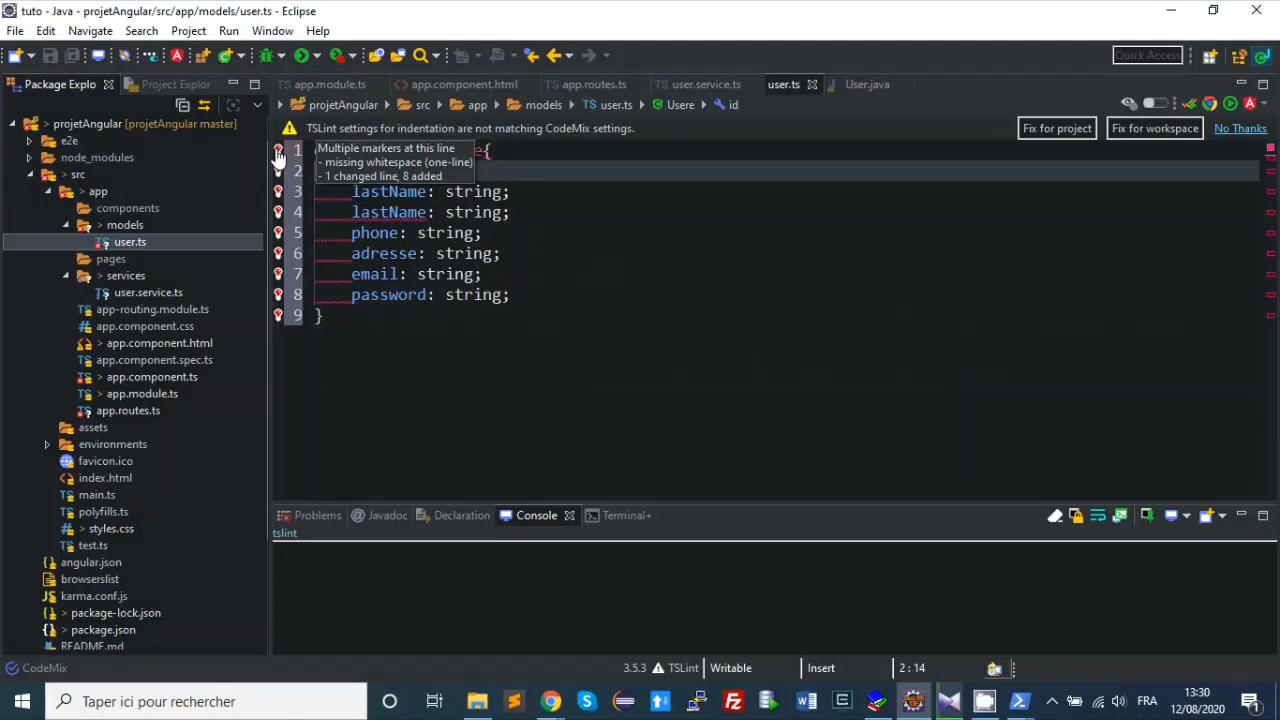 tuto - Java - projetAngular/src/app/models/user.ts - Eclipse
File Edit Navigate Search Project Run Window Help
Quick Access
Package Explo
Project Explor
app.module.ts
app.component.html
app.routes.ts
user.service.ts
user.ts
User.java
projetAngular
src
app
models
user.ts
Usere
id
TSLint settings for indentation are not matching CodeMix settings.
Fix for project
Fix for workspace
No Thanks
> projetAngular [projetAngular master]
e2e
node_modules
> src
> app
components
> models
user.ts
pages
> services
user.service.ts
app-routing.module.ts
app.component.css
> app.component.html
app.component.spec.ts
> app.component.ts
> app.module.ts
app.routes.ts
assets
environments
favicon.ico
index.html
main.ts
polyfills.ts
> styles.css
test.ts
angular.json
browserslist
karma.conf.js
> package-lock.json
> package.json
README.md
1 e{
Multiple markers at this line
- missing whitespace (one-line)
- 1 changed line, 8 added
2
3 lastName: string;
4 lastName: string;
5 phone: string;
6 adresse: string;
7 email: string;
8 password: string;
9 }
Problems
@ Javadoc
Declaration
Console
Terminal+
tslint
CodeMix
3.5.3
TSLint
Writable
Insert
2 : 14
Taper ici pour rechercher
FRA
13:30
12/08/2020